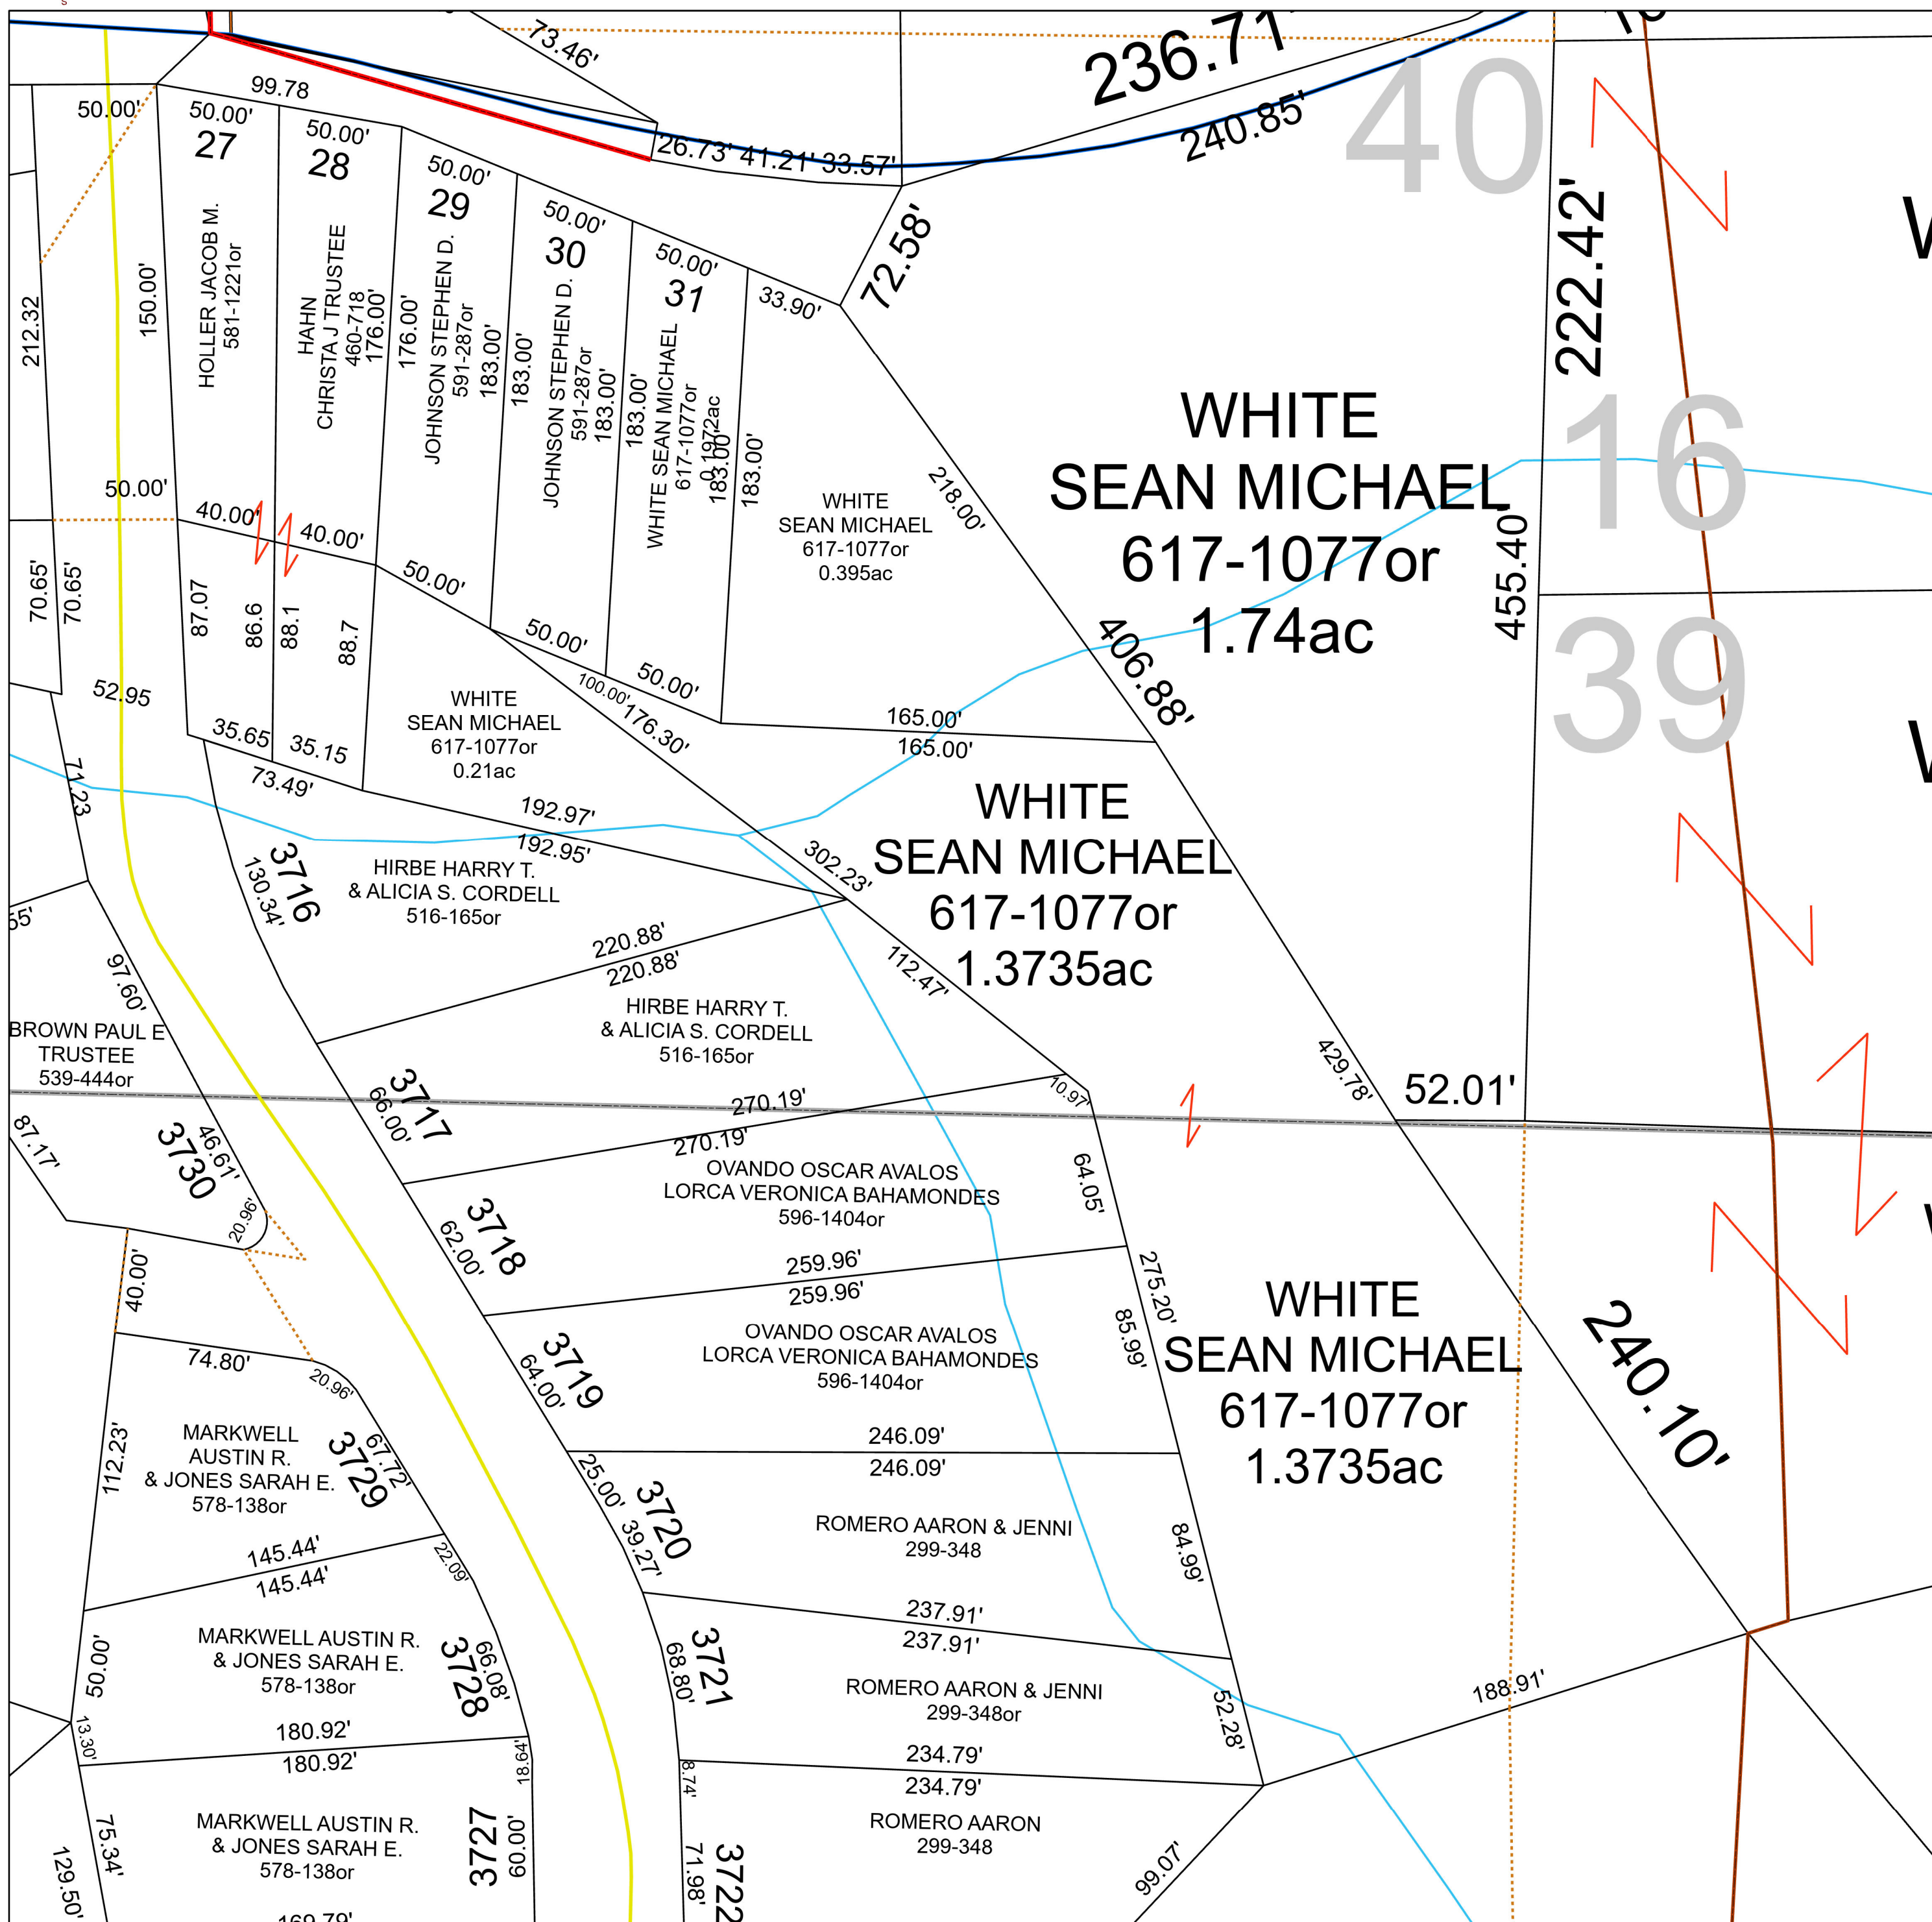 s
73.46'
236.71'
240.85'
40
99.78
50.00'
50.00'
27
50.00'
28
50.00'
29
50.00'
30
50.00'
31
33.90'
26.73' 41.21' 33.57'
72.58'
222.42'
212.32
150.00'
HOLLER JACOB M.
581-1221or
HAHN
CHRISTA J TRUSTEE
460-718
176.00'
176.00'
JOHNSON STEPHEN D.
591-287or
183.00'
183.00'
JOHNSON STEPHEN D.
591-287or
183.00'
183.00'
WHITE SEAN MICHAEL
617-1077or
0.1972ac
183.00'
183.00'
WHITE
SEAN MICHAEL
617-1077or
0.395ac
218.00'
WHITE
SEAN MICHAEL
617-1077or
1.74ac
16
455.40'
39
50.00'
40.00'
40.00'
50.00'
50.00'
50.00'
100.00'
176.30'
70.65'
70.65'
87.07
86.6
88.1
88.7
52.95
35.65
35.15
73.49'
71.23
WHITE
SEAN MICHAEL
617-1077or
0.21ac
192.97'
192.95'
165.00'
165.00'
406.88'
302.23'
WHITE
SEAN MICHAEL
617-1077or
1.3735ac
3716
130.34'
HIRBE HARRY T.
& ALICIA S. CORDELL
516-165or
220.88'
220.88'
112.47'
97.60'
BROWN PAUL E
TRUSTEE
539-444or
HIRBE HARRY T.
& ALICIA S. CORDELL
516-165or
3717
66.00'
270.19'
270.19'
10.97'
429.78'
52.01'
87.17'
46.61'
3730
20.96'
OVANDO OSCAR AVALOS
LORCA VERONICA BAHAMONDES
596-1404or
64.05'
3718
62.00'
259.96'
259.96'
275.20'
40.00'
74.80'
20.96'
3719
64.00'
OVANDO OSCAR AVALOS
LORCA VERONICA BAHAMONDES
596-1404or
85.99'
WHITE
SEAN MICHAEL
617-1077or
1.3735ac
240.10'
112.23'
MARKWELL
AUSTIN R.
& JONES SARAH E.
578-138or
67.72'
3729
246.09'
246.09'
25.00'
3720
39.27'
ROMERO AARON & JENNI
299-348
84.99'
145.44'
145.44'
22.09'
237.91'
237.91'
50.00'
MARKWELL AUSTIN R.
& JONES SARAH E.
578-138or
66.08'
3728
3721
68.80'
ROMERO AARON & JENNI
299-348or
52.28'
188.91'
13.30'
180.92'
180.92'
18.64'
8.74'
234.79'
234.79'
75.34'
129.50'
MARKWELL AUSTIN R.
& JONES SARAH E.
578-138or
3727
60.00'
71.98'
3722
ROMERO AARON
299-348
99.07'
169.79'